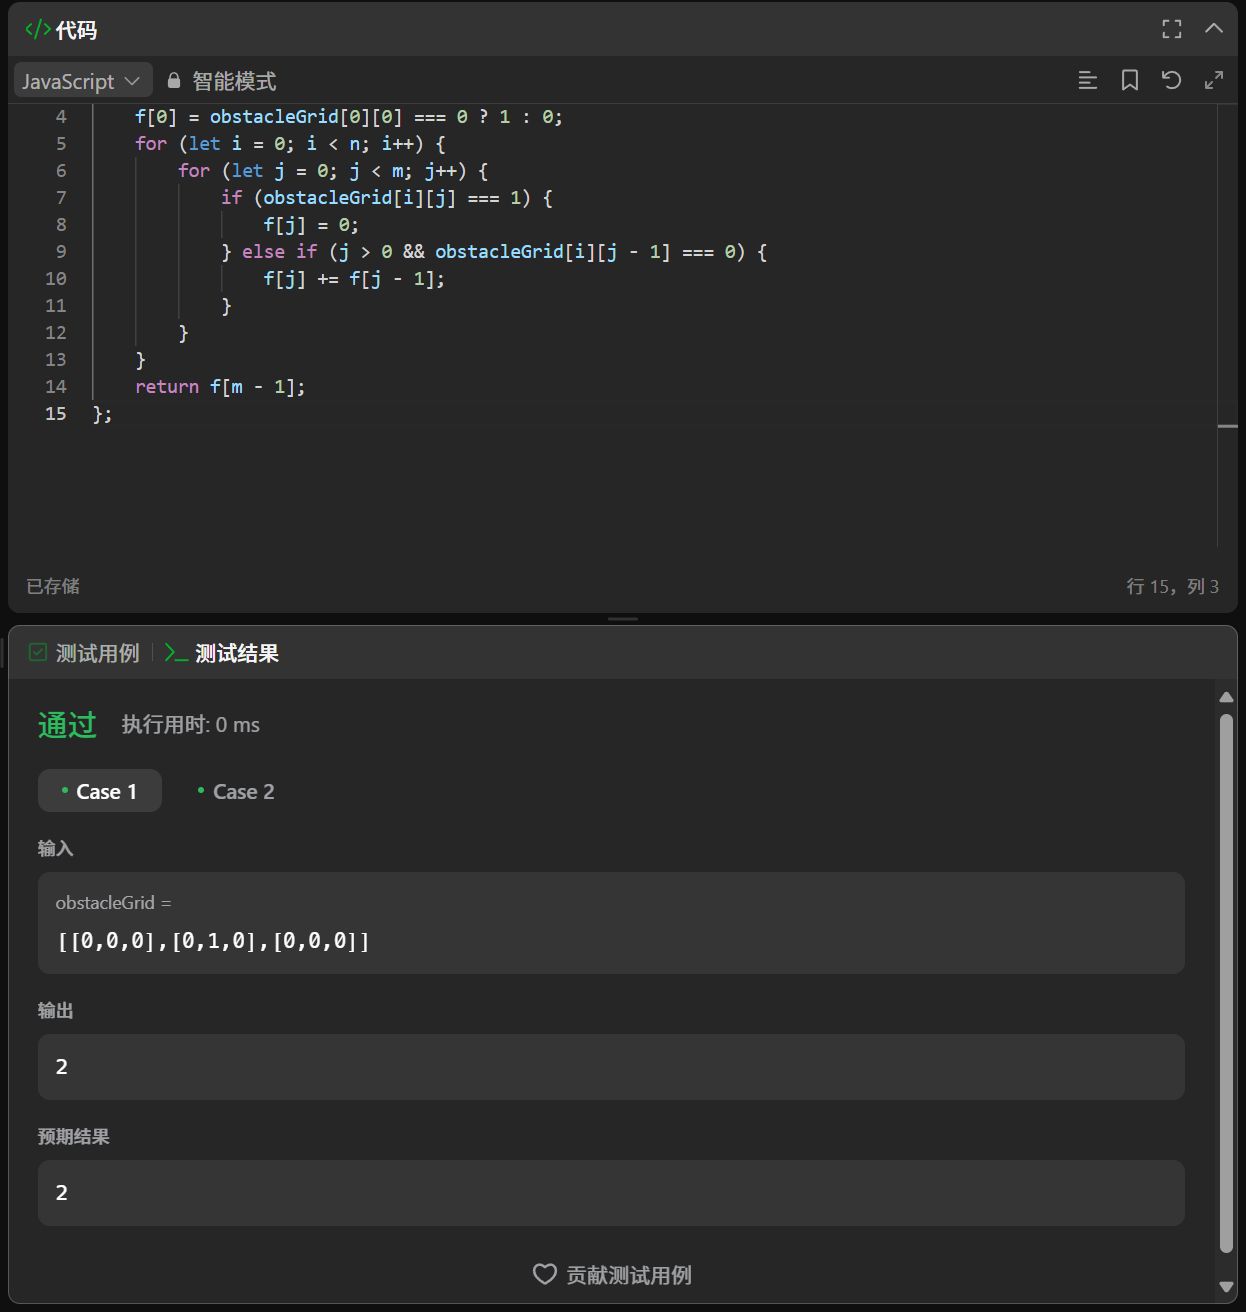 </> 代码
JavaScript 智能模式
4 f[0] = obstacleGrid[0][0] === 0 ? 1 : 0;
5 for (let i = 0; i < n; i++) {
6 for (let j = 0; j < m; j++) {
7 if (obstacleGrid[i][j] === 1) {
8 f[j] = 0;
9 } else if (j > 0 && obstacleGrid[i][j - 1] === 0) {
10 f[j] += f[j - 1];
11 }
12 }
13 }
14 return f[m - 1];
15 };
已存储 行 15，列 3
测试用例 >_ 测试结果
通过 执行用时: 0 ms
• Case 1 • Case 2
输入
obstacleGrid =
[[0,0,0],[0,1,0],[0,0,0]]
输出
2
预期结果
2
贡献测试用例